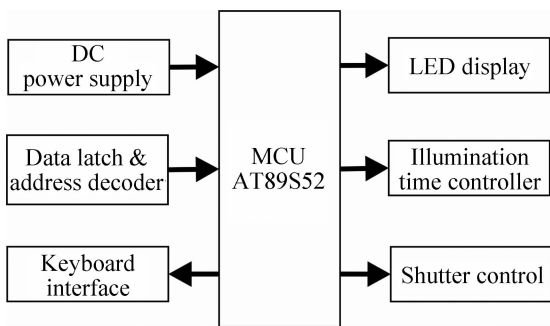 DC
power supply
Data latch &
address decoder
Keyboard
interface
MCU
AT89S52
LED display
Illumination
time controller
Shutter control